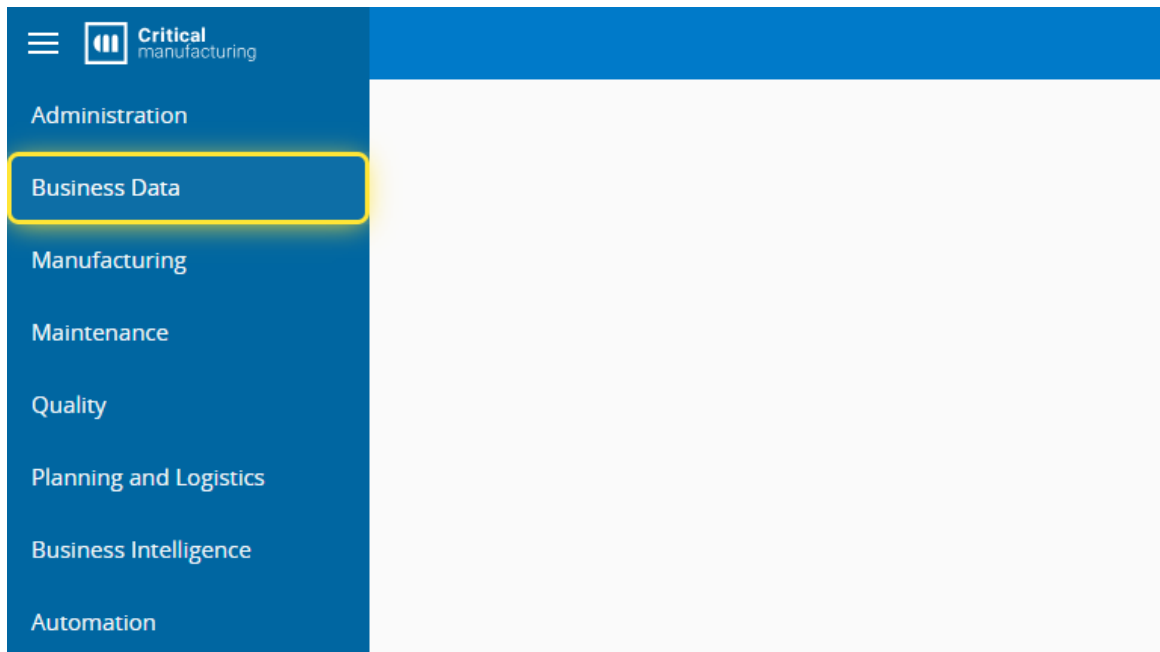 Critical
manufacturing
Administration
Business Data
Manufacturing
Maintenance
Quality
Planning and Logistics
Business Intelligence
Automation